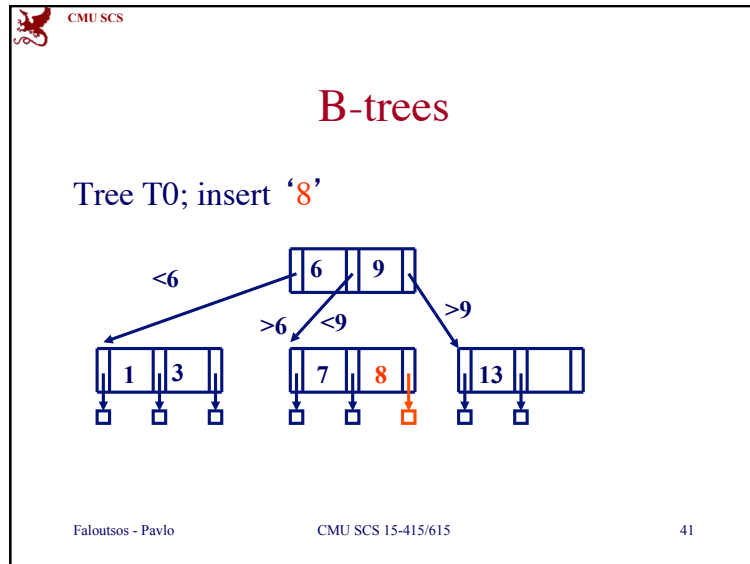 CMU SCS
B-trees
Tree T0; insert ‘8’
6 9
<6
>6 <9
>9
1 3 7 8 13
Faloutsos - Pavlo CMU SCS 15-415/615 41